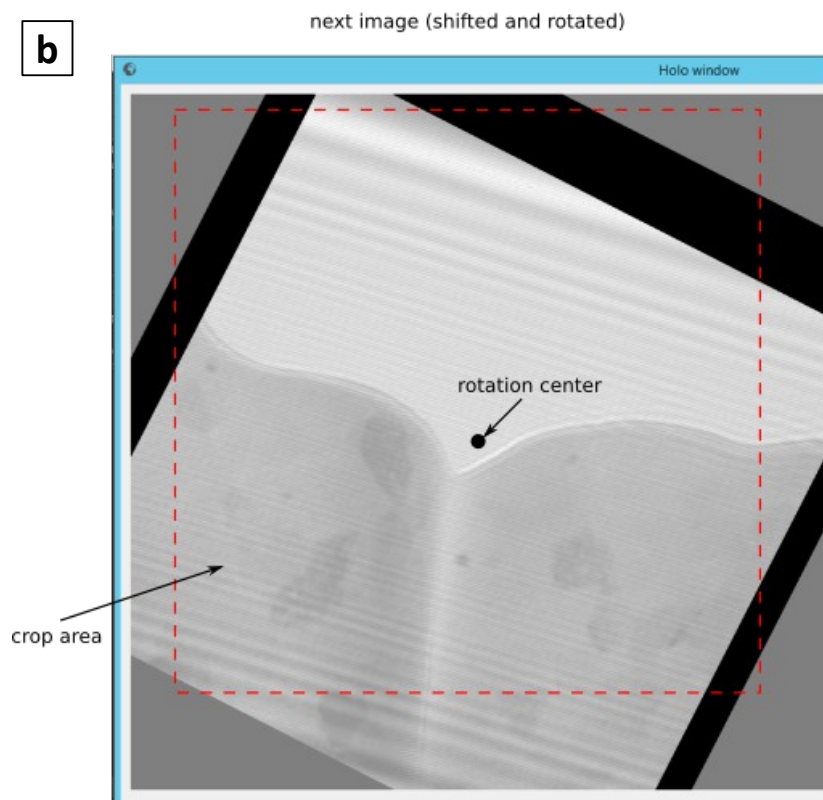 next image (shifted and rotated)
b
Holo window
rotation center
crop area